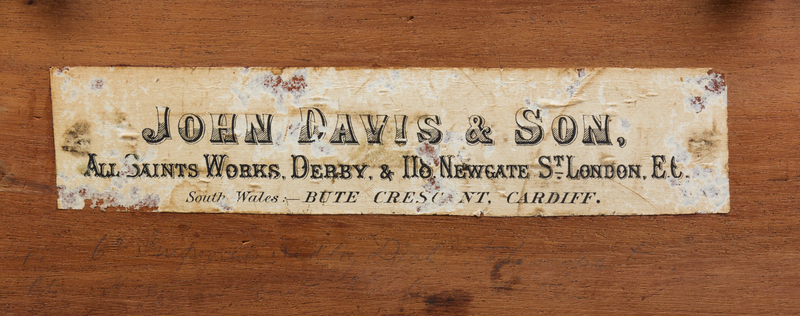 JOHN DAVIS & SON,
ALL SAINTS WORKS, DERBY, & 118, NEWGATE ST. LONDON, E.C.
South Wales:— BUTE CRESCENT, CARDIFF.